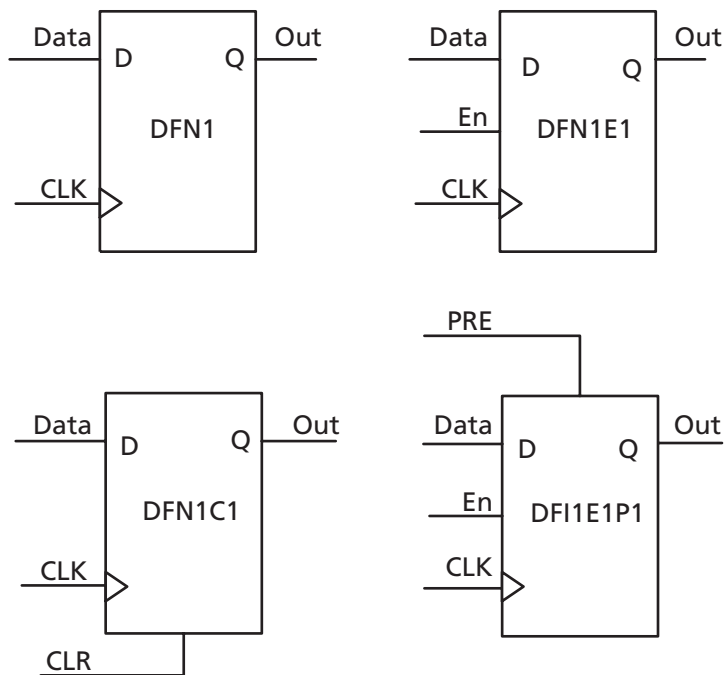 Data
D
Q
Out
DFN1
CLK
Data
D
Q
Out
En
DFN1E1
CLK
Data
D
Q
Out
DFN1C1
CLK
CLR
PRE
Data
D
Q
Out
En
DFI1E1P1
CLK